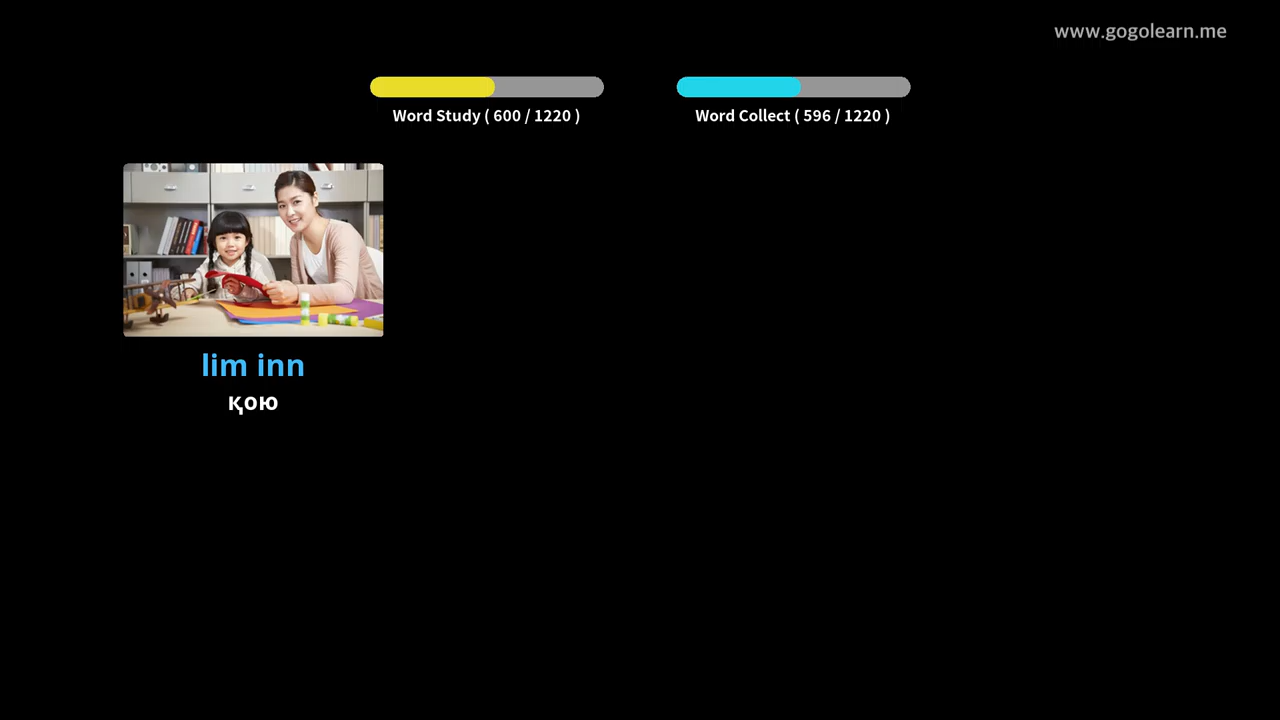 www.gogolearn.me
Word Study ( 600 / 1220 )
Word Collect ( 596 / 1220 )
lim inn
қою